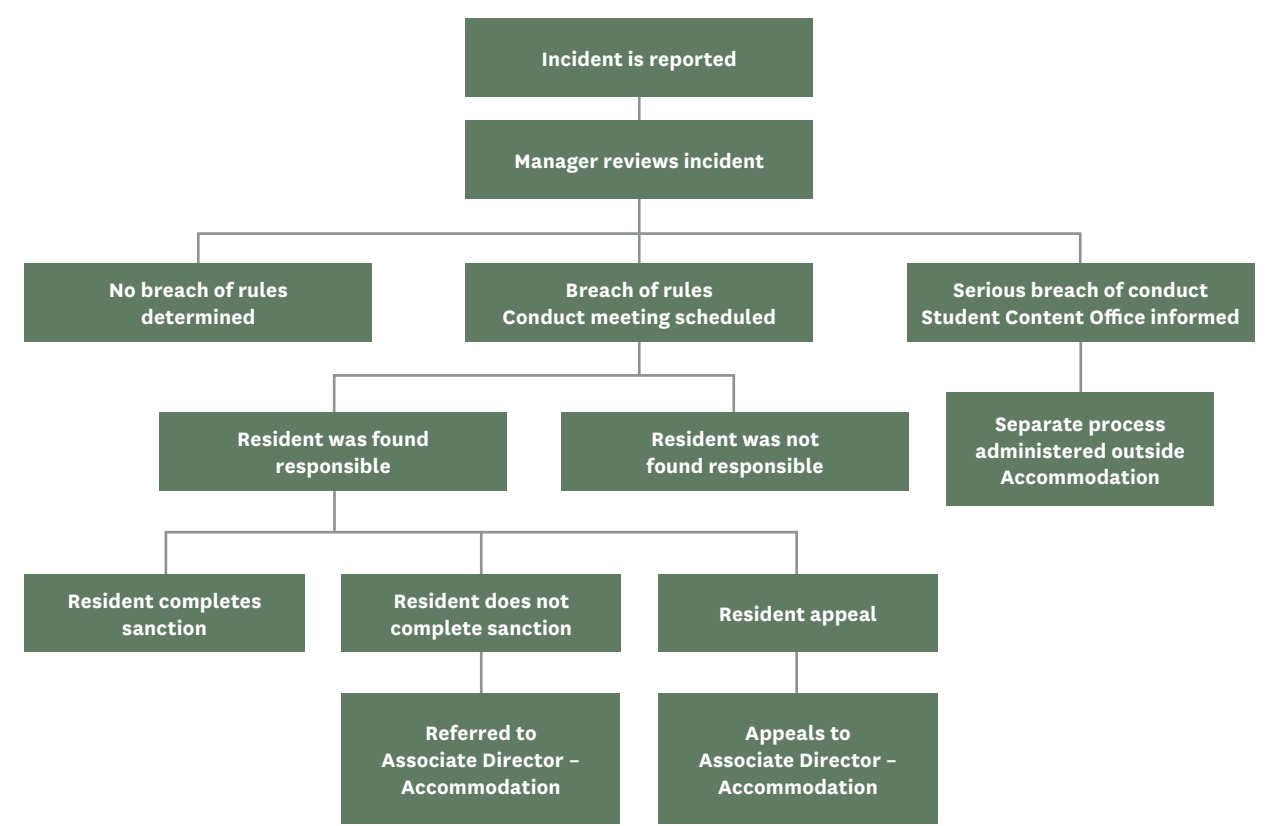 Incident is reported
Manager reviews incident
No breach of rules
determined
Breach of rules
Conduct meeting scheduled
Serious breach of conduct
Student Content Office informed
Resident was found
responsible
Resident was not
found responsible
Separate process
administered outside
Accommodation
Resident completes
sanction
Resident does not
complete sanction
Resident appeal
Referred to
Associate Director –
Accommodation
Appeals to
Associate Director –
Accommodation